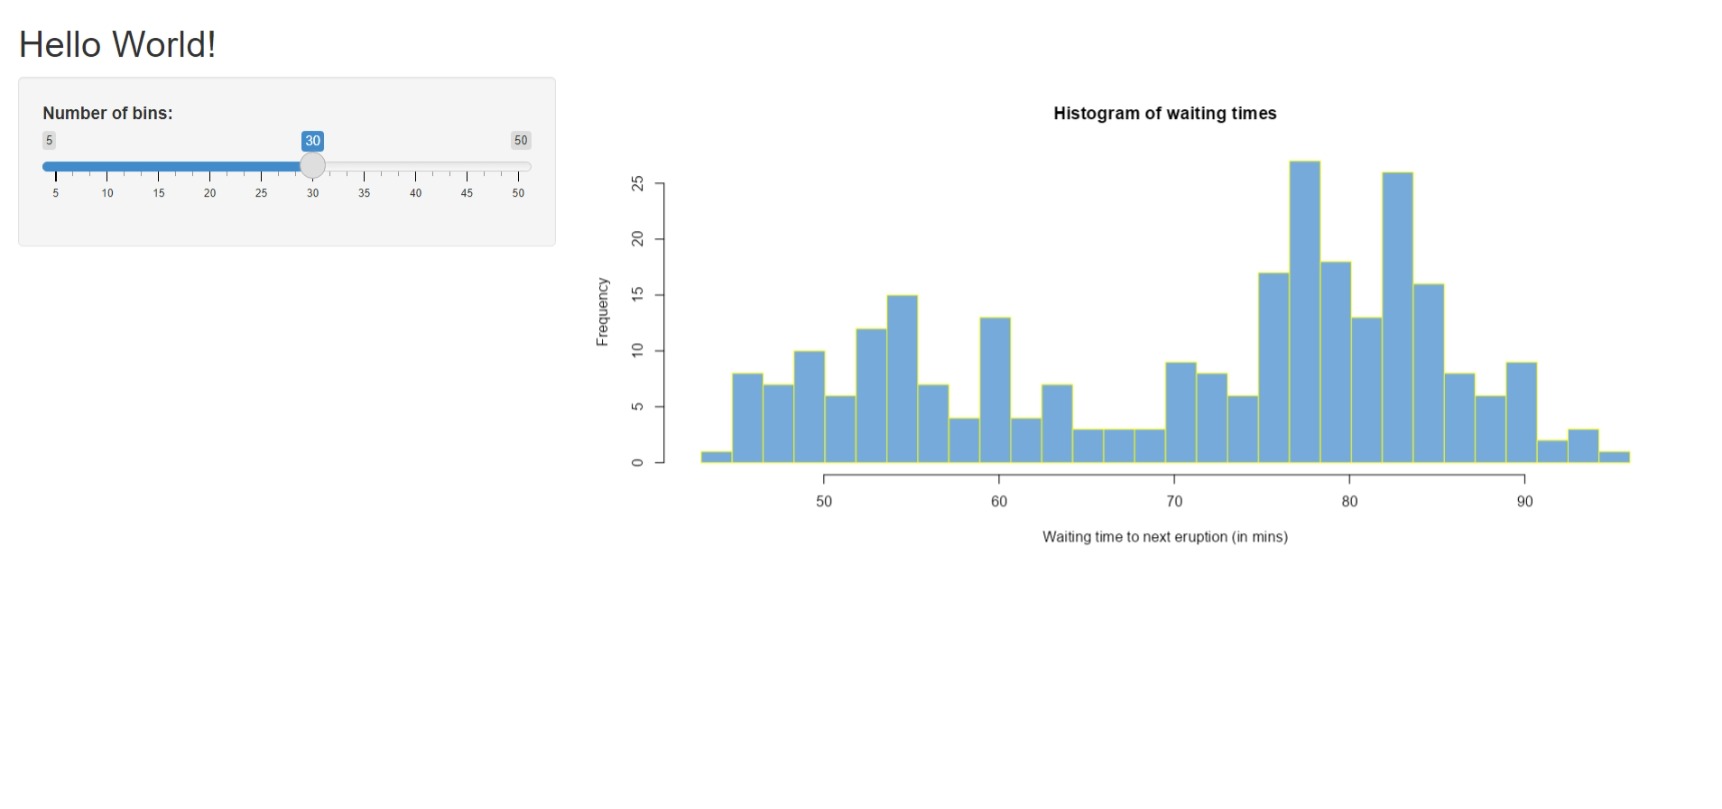 Hello World!
Number of bins:
5 30 50
5 10 15 20 25 30 35 40 45 50
Histogram of waiting times
Frequency
25
20
15
10
5
0
50 60 70 80 90
Waiting time to next eruption (in mins)